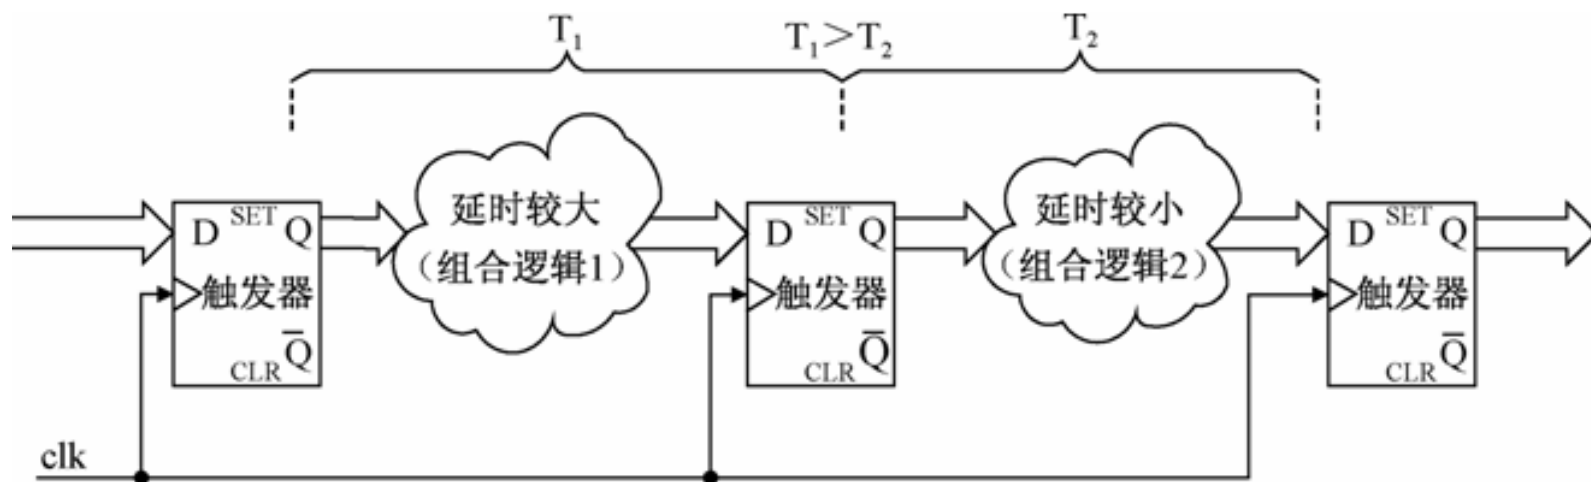 T₁
T₁>T₂
T₂
D SET Q
触发器
CLR Q̅
延时较大
（组合逻辑1）
D SET Q
触发器
CLR Q̅
延时较小
（组合逻辑2）
D SET Q
触发器
CLR Q̅
clk